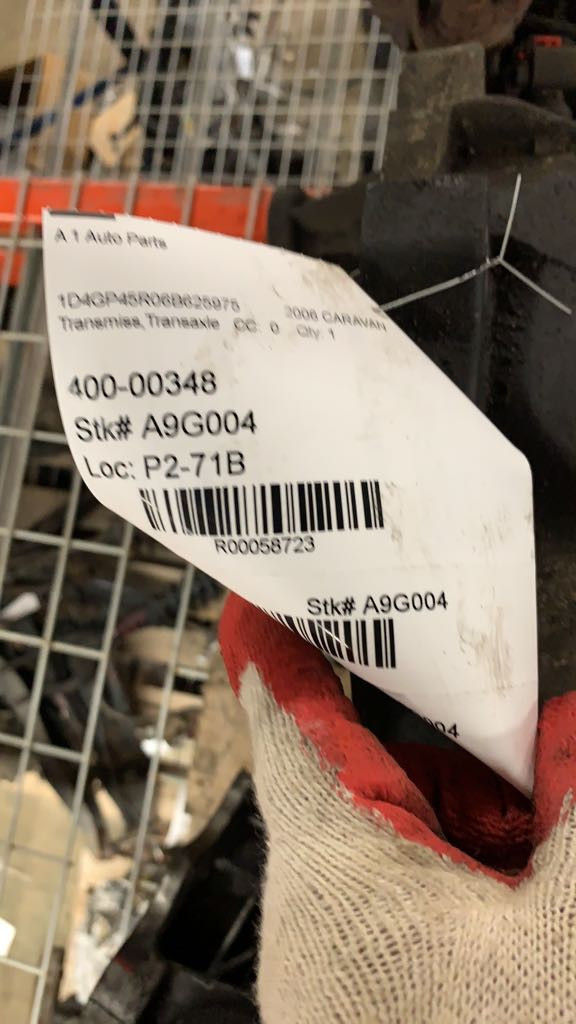 A 1 Auto Parts
1D4GP45R06B625975 2006 CARAVAN
Transmiss,Transaxle CC: 0 Qty: 1
400-00348
Stk# A9G004
Loc: P2-71B
R00058723
Stk# A9G004
004